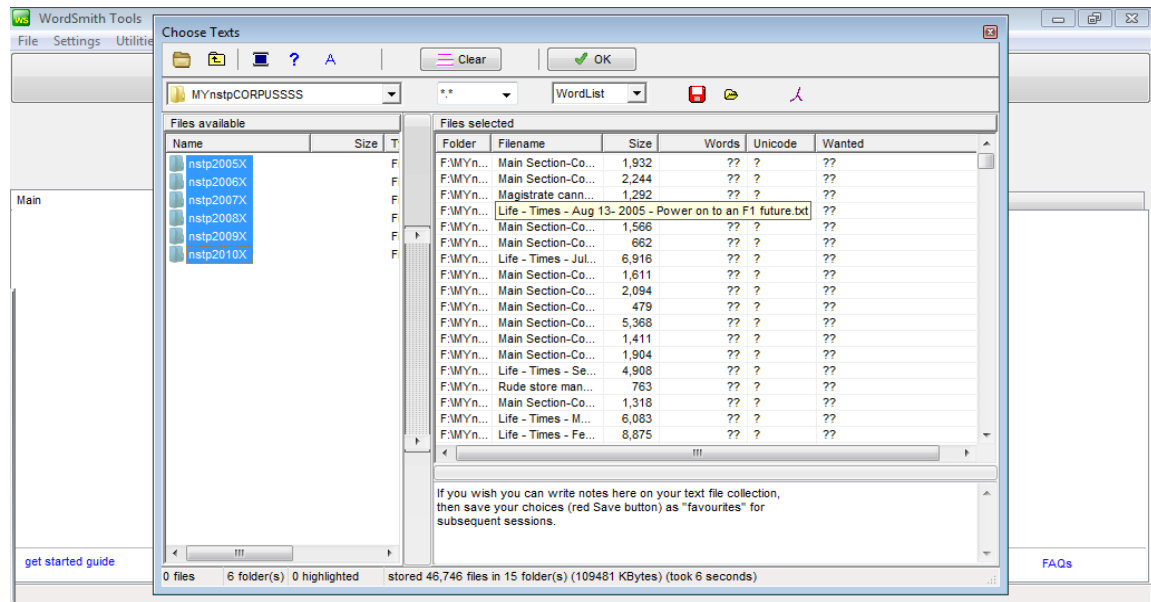 WordSmith Tools
File Settings Utilitie
Choose Texts
Clear
OK
MYnstpCORPUSSSS
*.*
WordList
Files available
Files selected
Name Size T
Folder Filename Size Words Unicode Wanted
nstp2005X F
nstp2006X F
nstp2007X F
nstp2008X F
nstp2009X F
nstp2010X F
F:\MYn... Main Section-Co... 1,932 ?? ? ??
F:\MYn... Main Section-Co... 2,244 ?? ? ??
F:\MYn... Magistrate cann... 1,292 ?? ? ??
F:\MYn... Life - Times - Aug 13- 2005 - Power on to an F1 future.txt ??
F:\MYn... Main Section-Co... 1,566 ?? ? ??
F:\MYn... Main Section-Co... 662 ?? ? ??
F:\MYn... Life - Times - Jul... 6,916 ?? ? ??
F:\MYn... Main Section-Co... 1,611 ?? ? ??
F:\MYn... Main Section-Co... 2,094 ?? ? ??
F:\MYn... Main Section-Co... 479 ?? ? ??
F:\MYn... Main Section-Co... 5,368 ?? ? ??
F:\MYn... Main Section-Co... 1,411 ?? ? ??
F:\MYn... Main Section-Co... 1,904 ?? ? ??
F:\MYn... Life - Times - Se... 4,908 ?? ? ??
F:\MYn... Rude store man... 763 ?? ? ??
F:\MYn... Main Section-Co... 1,318 ?? ? ??
F:\MYn... Life - Times - M... 6,083 ?? ? ??
F:\MYn... Life - Times - Fe... 8,875 ?? ? ??
Main
If you wish you can write notes here on your text file collection,
then save your choices (red Save button) as "favourites" for
subsequent sessions.
get started guide
FAQs
0 files 6 folder(s) 0 highlighted stored 46,746 files in 15 folder(s) (109481 KBytes) (took 6 seconds)